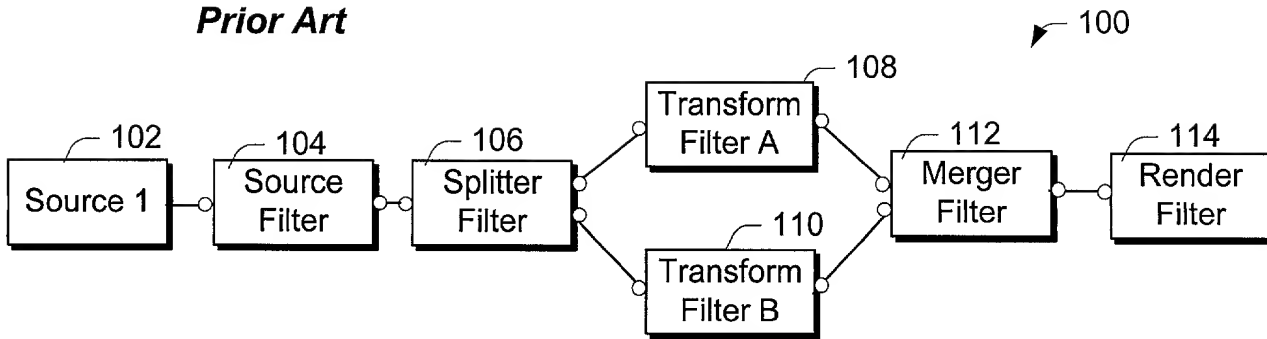 Prior Art
100
102
Source 1
104
Source
Filter
106
Splitter
Filter
108
Transform
Filter A
110
Transform
Filter B
112
Merger
Filter
114
Render
Filter